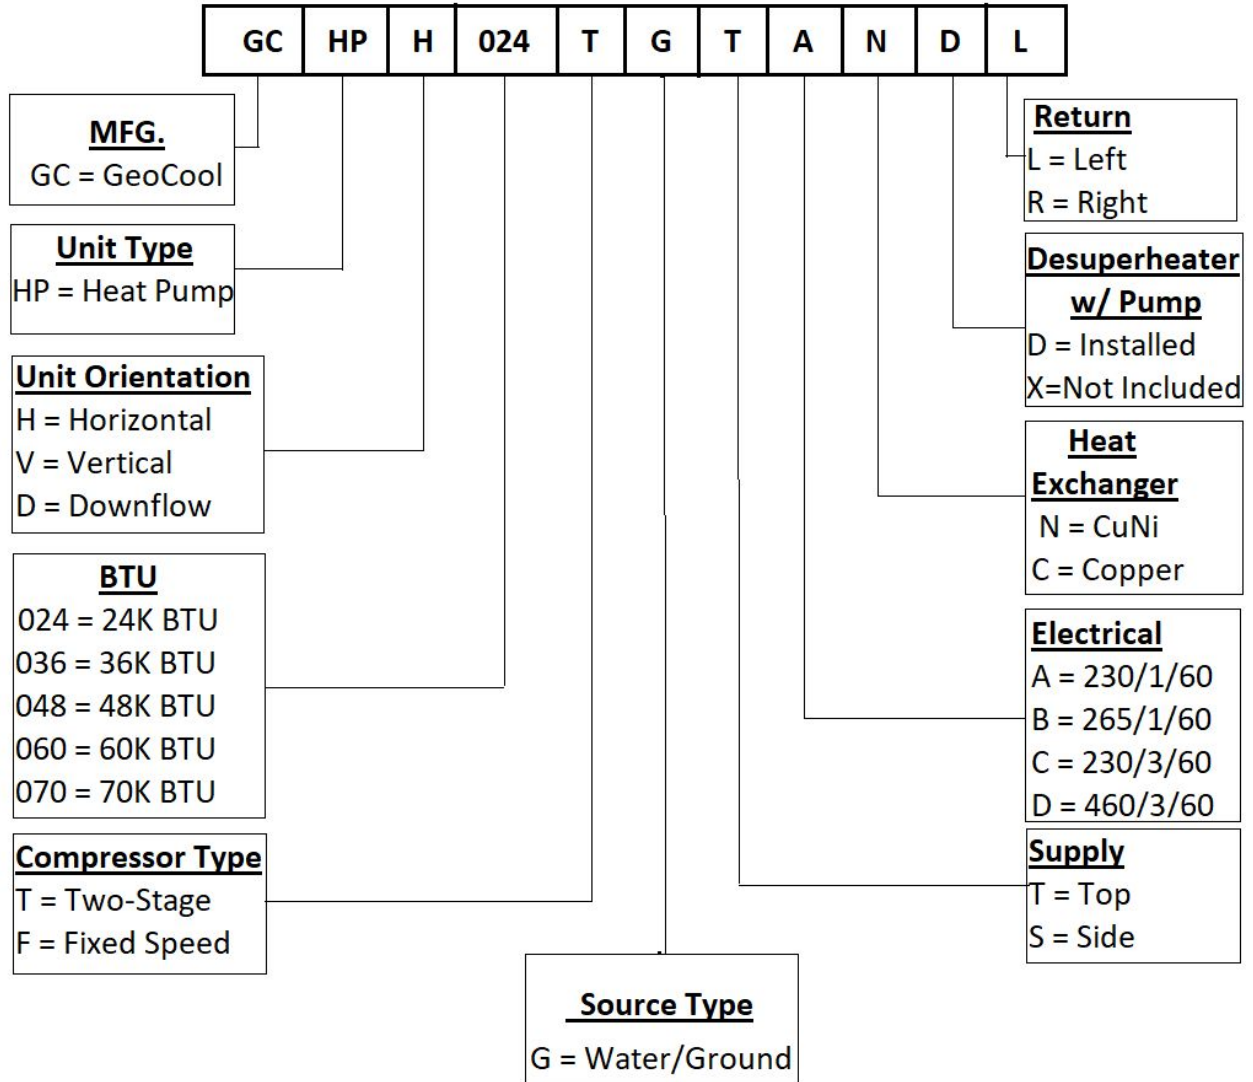 GC HP H 024 T G T A N D L
MFG.
GC = GeoCool
Unit Type
HP = Heat Pump
Unit Orientation
H = Horizontal
V = Vertical
D = Downflow
BTU
024 = 24K BTU
036 = 36K BTU
048 = 48K BTU
060 = 60K BTU
070 = 70K BTU
Compressor Type
T = Two-Stage
F = Fixed Speed
Source Type
G = Water/Ground
Return
L = Left
R = Right
Desuperheater
w/ Pump
D = Installed
X=Not Included
Heat
Exchanger
N = CuNi
C = Copper
Electrical
A = 230/1/60
B = 265/1/60
C = 230/3/60
D = 460/3/60
Supply
T = Top
S = Side